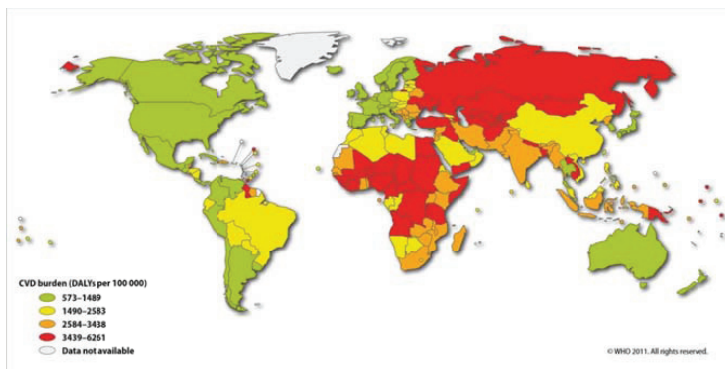 CVD burden (DALYs per 100 000)
573–1489
1490–2583
2584–3438
3439–6251
Data not available
© WHO 2011. All rights reserved.